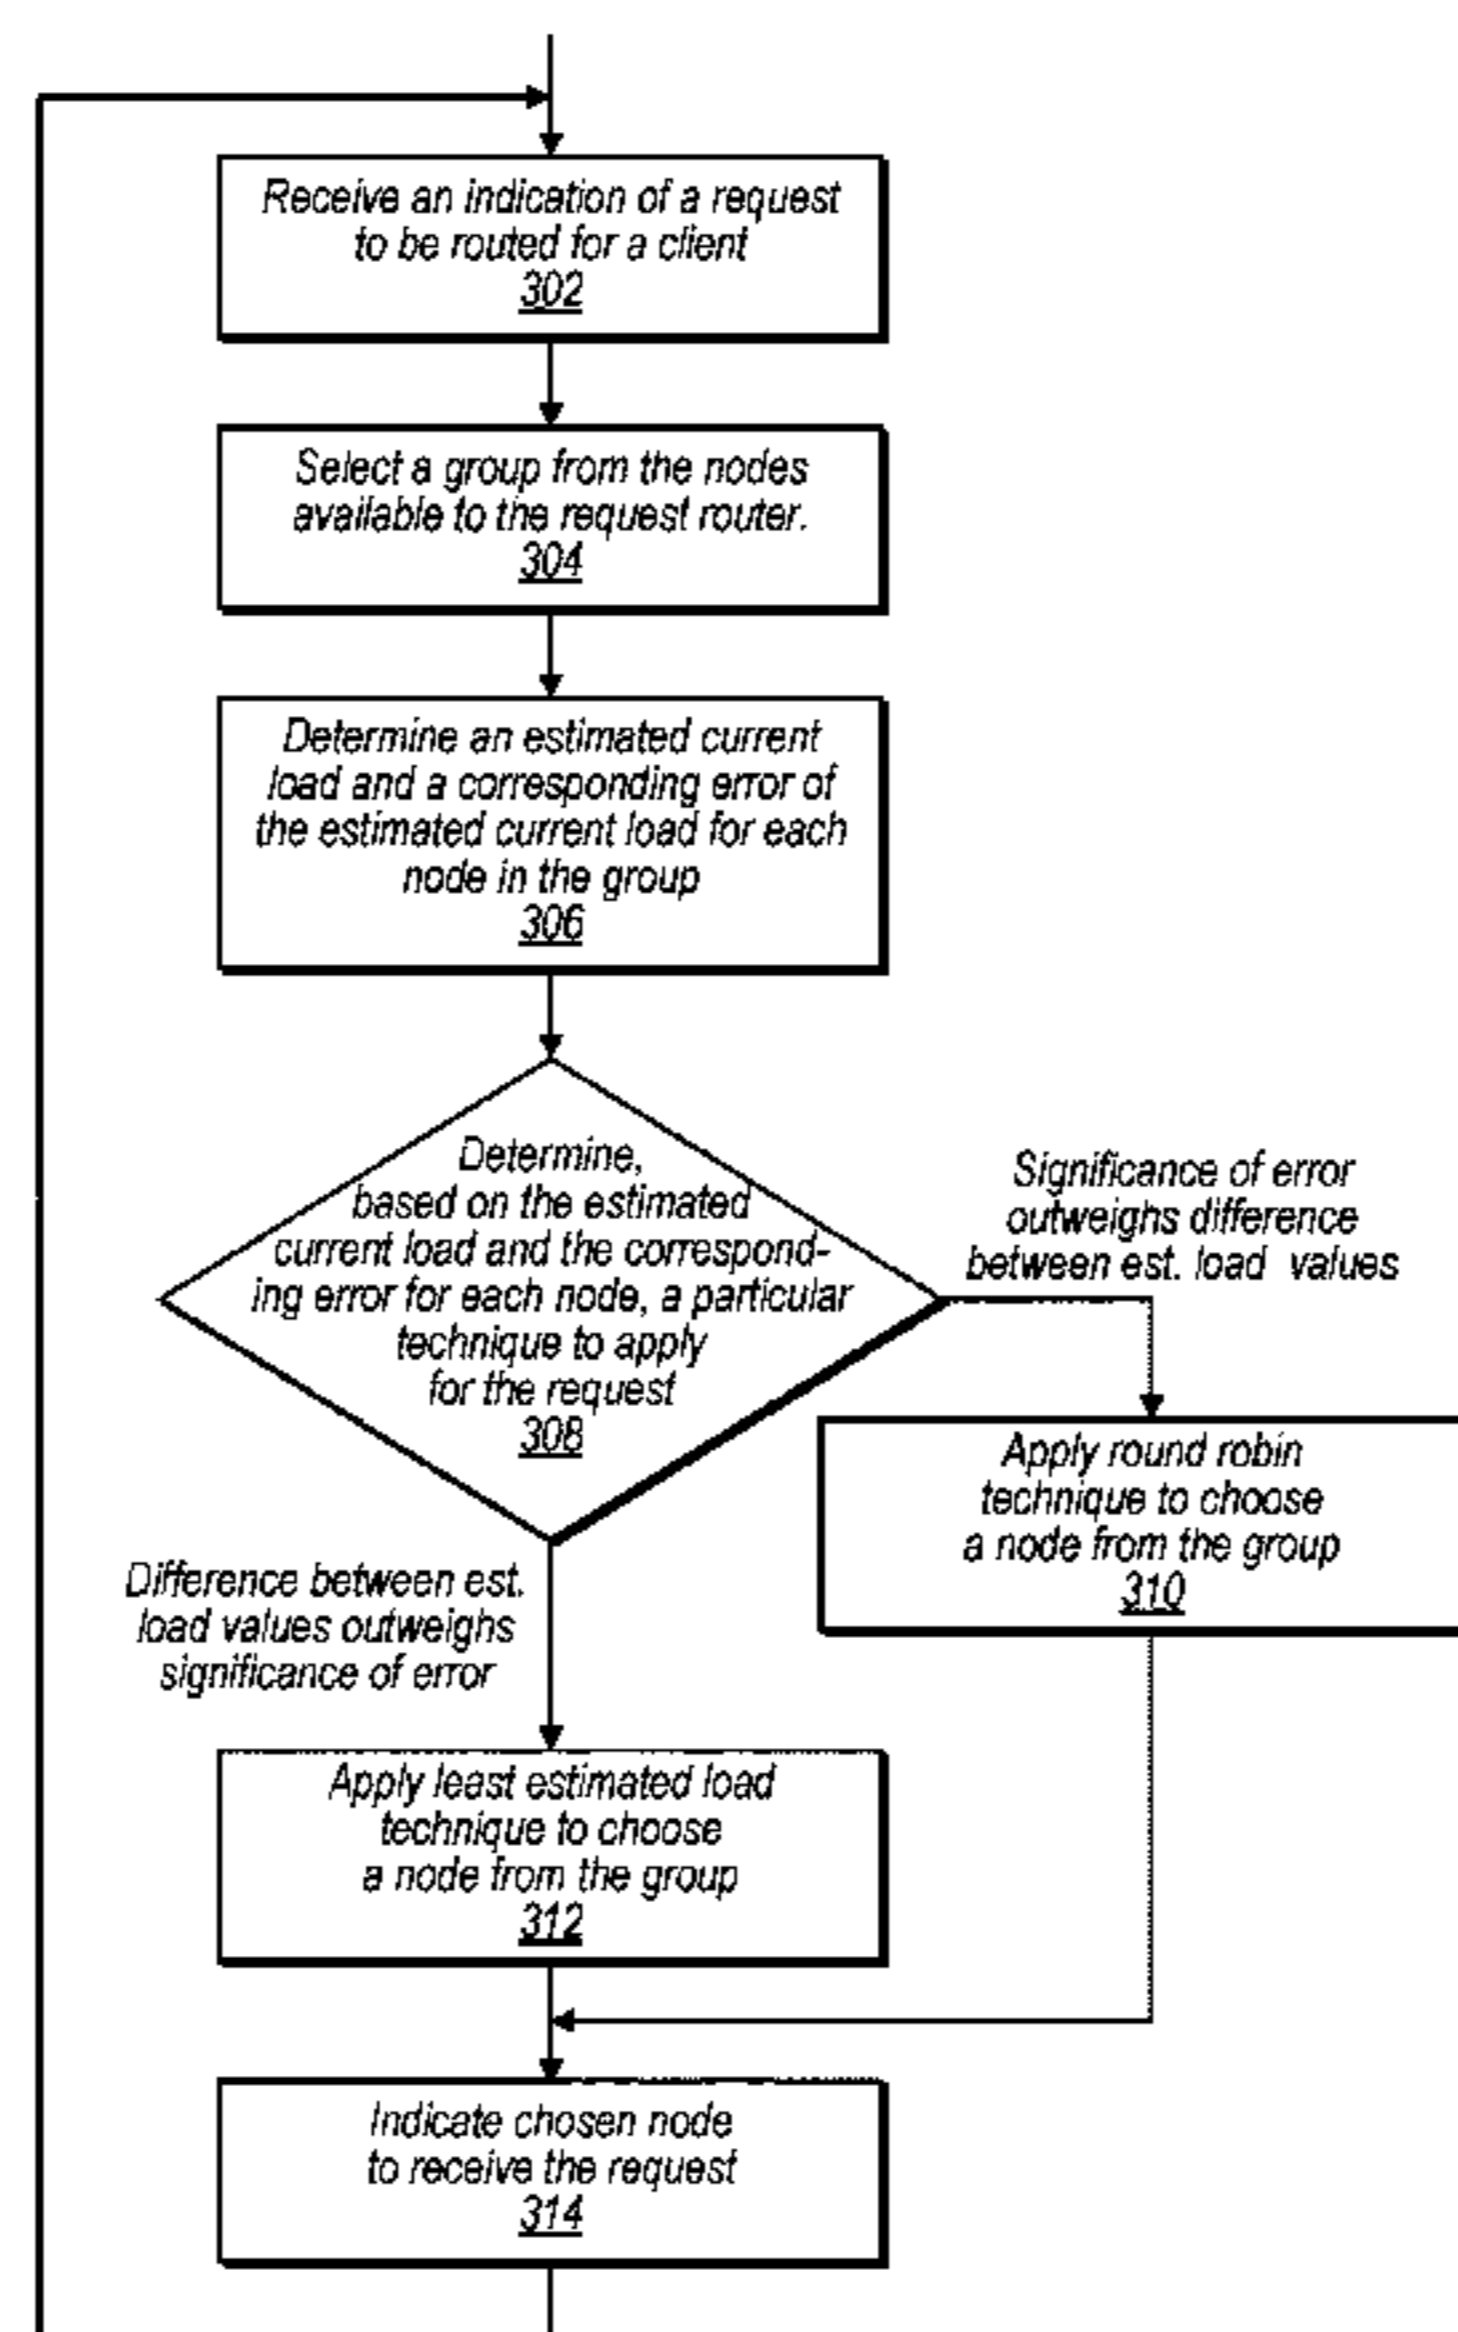 Receive an indication of a request
to be routed for a client
302
Select a group from the nodes
available to the request router.
304
Determine an estimated current
load and a corresponding error of
the estimated current load for each
node in the group
306
Determine,
based on the estimated
current load and the correspond-
ing error for each node, a particular
technique to apply
for the request
308
Significance of error
outweighs difference
between est. load values
Apply round robin
technique to choose
a node from the group
310
Difference between est.
load values outweighs
significance of error
Apply least estimated load
technique to choose
a node from the group
312
Indicate chosen node
to receive the request
314